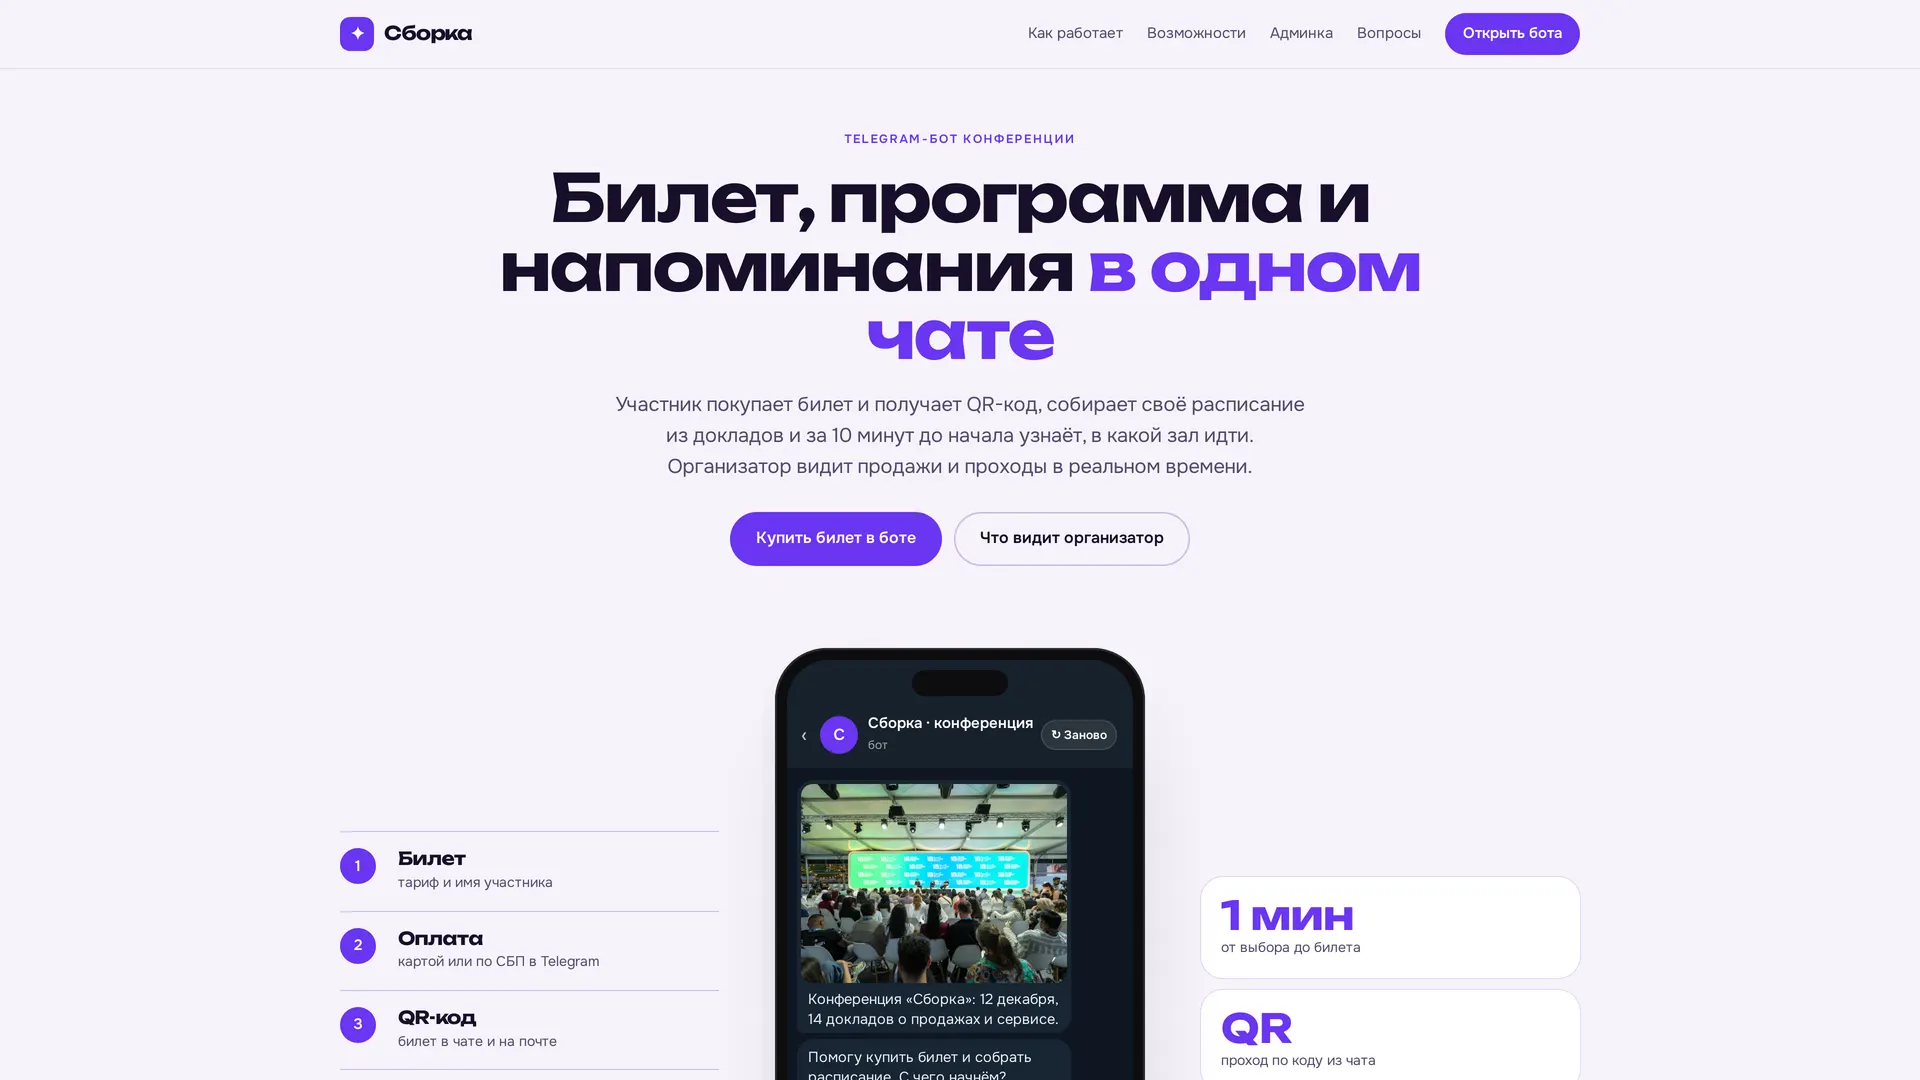 Сборка
Как работает
Возможности
Админка
Вопросы
Открыть бота
TELEGRAM-БОТ КОНФЕРЕНЦИИ
Билет, программа и
напоминания в одном
чате
Участник покупает билет и получает QR-код, собирает своё расписание
из докладов и за 10 минут до начала узнаёт, в какой зал идти.
Организатор видит продажи и проходы в реальном времени.
Купить билет в боте
Что видит организатор
1
Билет
тариф и имя участника
2
Оплата
картой или по СБП в Telegram
3
QR-код
билет в чате и на почте
С
Сборка · конференция
бот
↻ Заново
Конференция «Сборка»: 12 декабря,
14 докладов о продажах и сервисе.
Помогу купить билет и собрать
расписание. С чего начнём?
1 мин
от выбора до билета
QR
проход по коду из чата